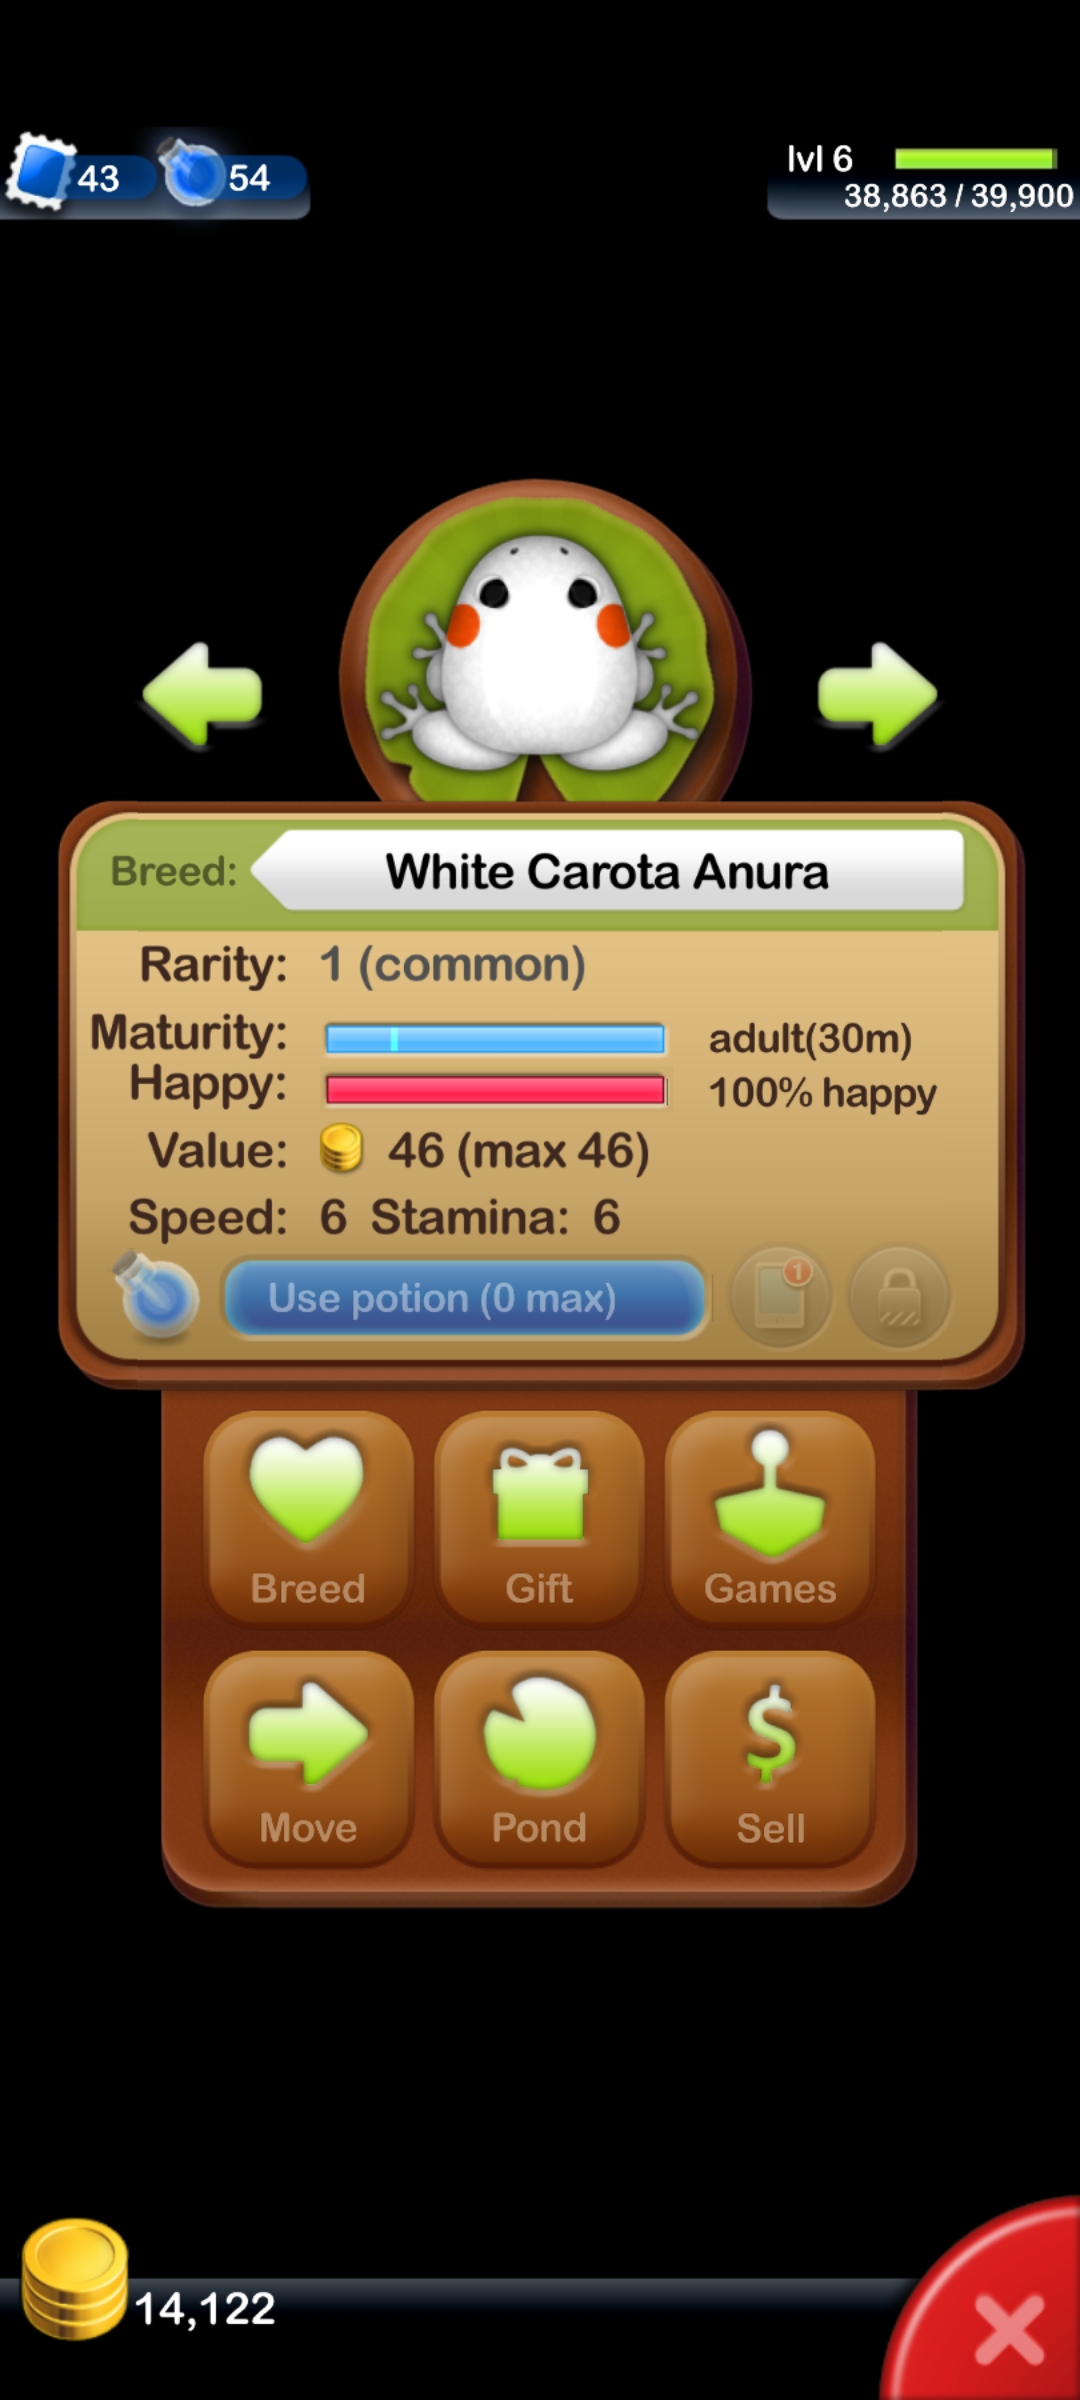 43
54
lvl 6
38,863 / 39,900
Breed: White Carota Anura
Rarity: 1 (common)
Maturity: adult(30m)
Happy: 100% happy
Value: 46 (max 46)
Speed: 6 Stamina: 6
Use potion (0 max)
1
Breed Gift Games
Move Pond Sell
$
14,122